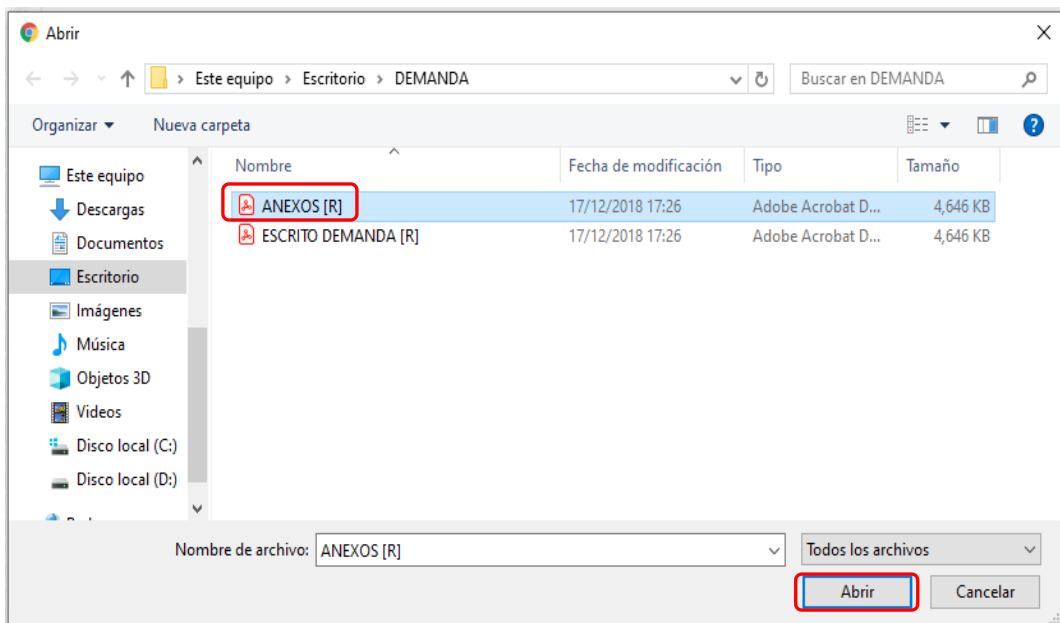 Abrir
Este equipo > Escritorio > DEMANDA
Buscar en DEMANDA
Organizar
Nueva carpeta
Nombre
Fecha de modificación
Tipo
Tamaño
Este equipo
Descargas
Documentos
Escritorio
Imágenes
Música
Objetos 3D
Videos
Disco local (C:)
Disco local (D:)
ANEXOS [R] 17/12/2018 17:26 Adobe Acrobat D... 4,646 KB
ESCRITO DEMANDA [R] 17/12/2018 17:26 Adobe Acrobat D... 4,646 KB
Nombre de archivo: ANEXOS [R]
Todos los archivos
Abrir
Cancelar